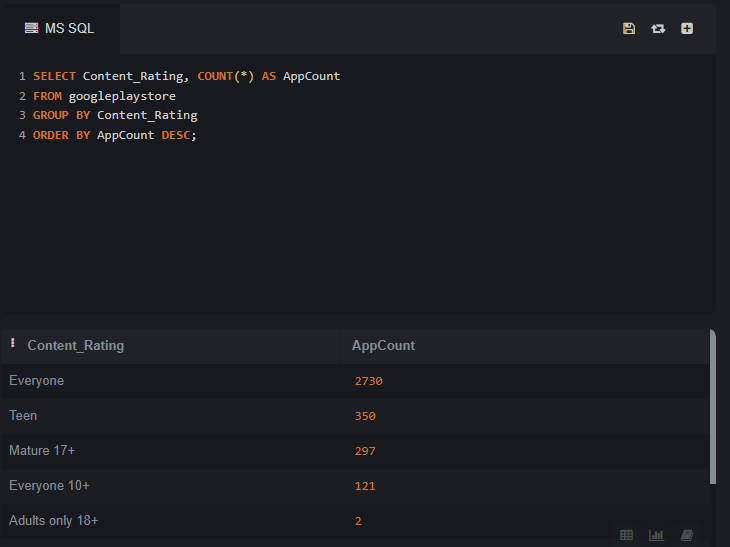 MS SQL
1 SELECT Content_Rating, COUNT(*) AS AppCount
2 FROM googleplaystore
3 GROUP BY Content_Rating
4 ORDER BY AppCount DESC;
Content_Rating AppCount
Everyone 2730
Teen 350
Mature 17+ 297
Everyone 10+ 121
Adults only 18+ 2